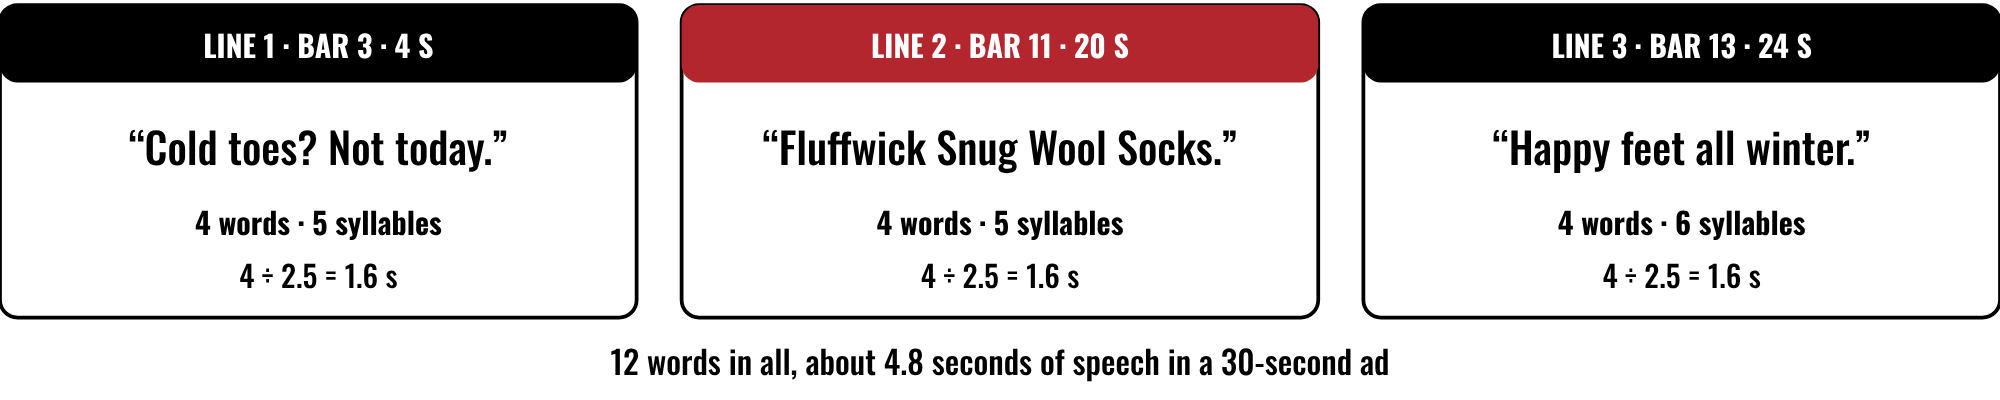 LINE 1 · BAR 3 · 4 S
“Cold toes? Not today.”
4 words · 5 syllables
4 ÷ 2.5 = 1.6 s
LINE 2 · BAR 11 · 20 S
“Fluffwick Snug Wool Socks.”
4 words · 5 syllables
4 ÷ 2.5 = 1.6 s
LINE 3 · BAR 13 · 24 S
“Happy feet all winter.”
4 words · 6 syllables
4 ÷ 2.5 = 1.6 s
12 words in all, about 4.8 seconds of speech in a 30-second ad